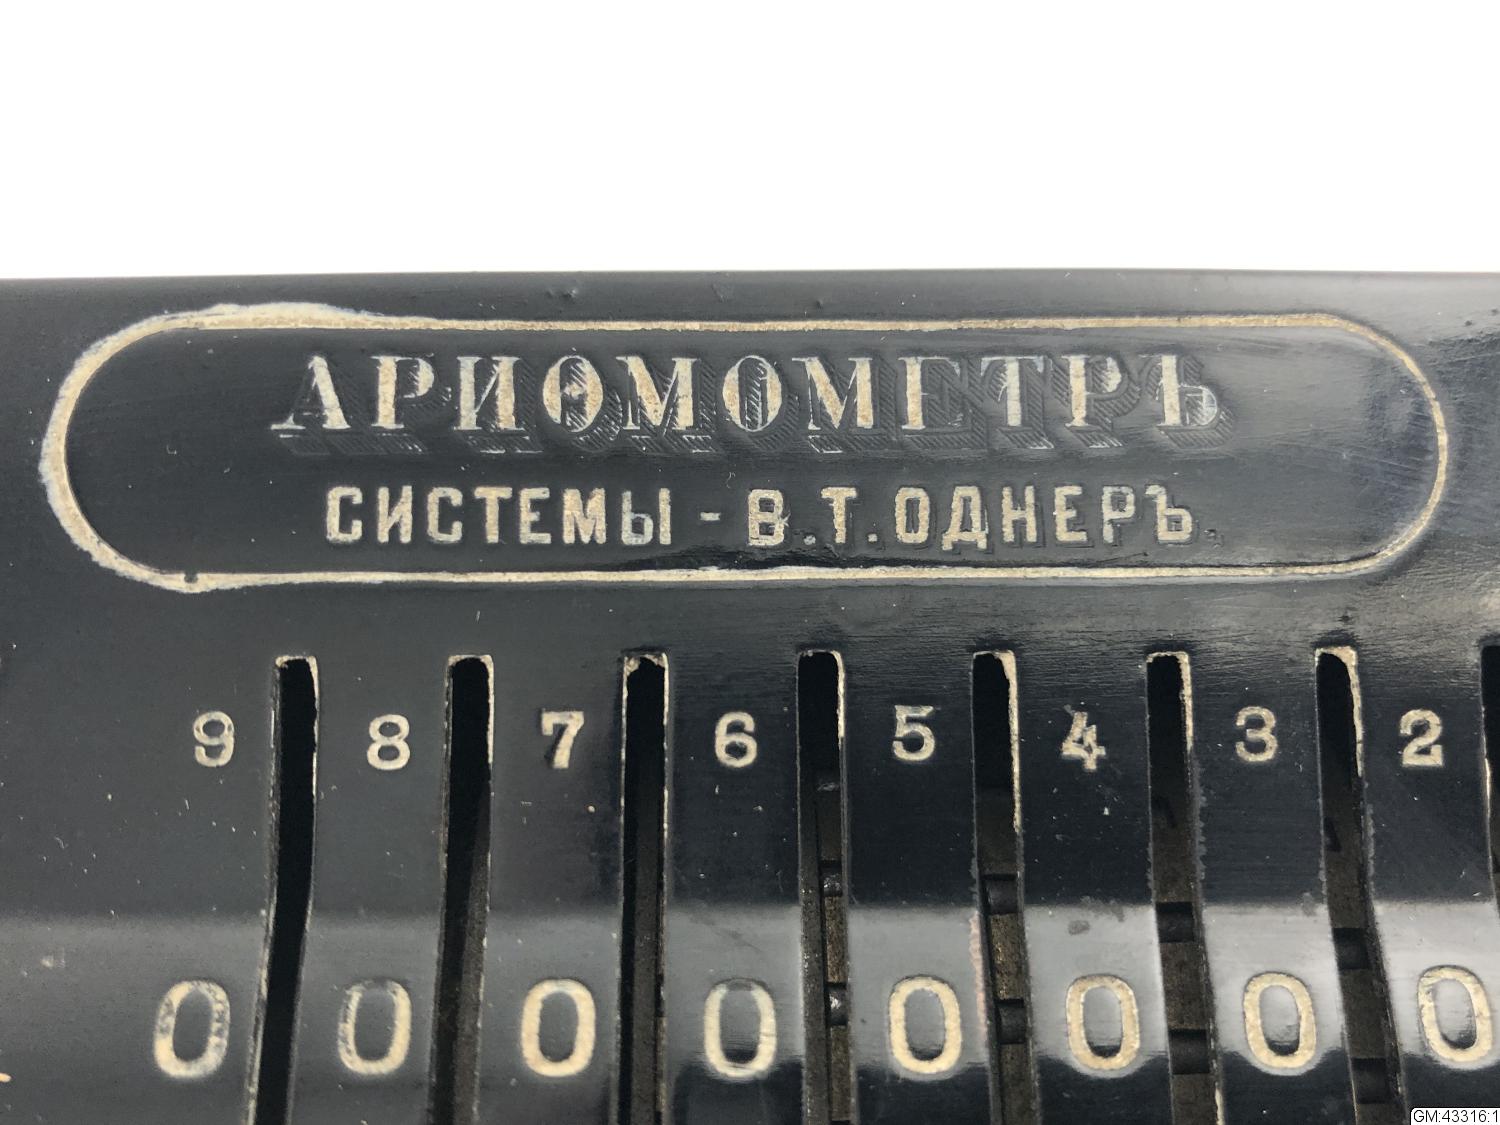 АРИѲМОМЕТРЪ
СИСТЕМЫ - В.Т.ОДНЕРЪ.
9 8 7 6 5 4 3 2
0 0 0 0 0 0 0 0
GM:43316:1